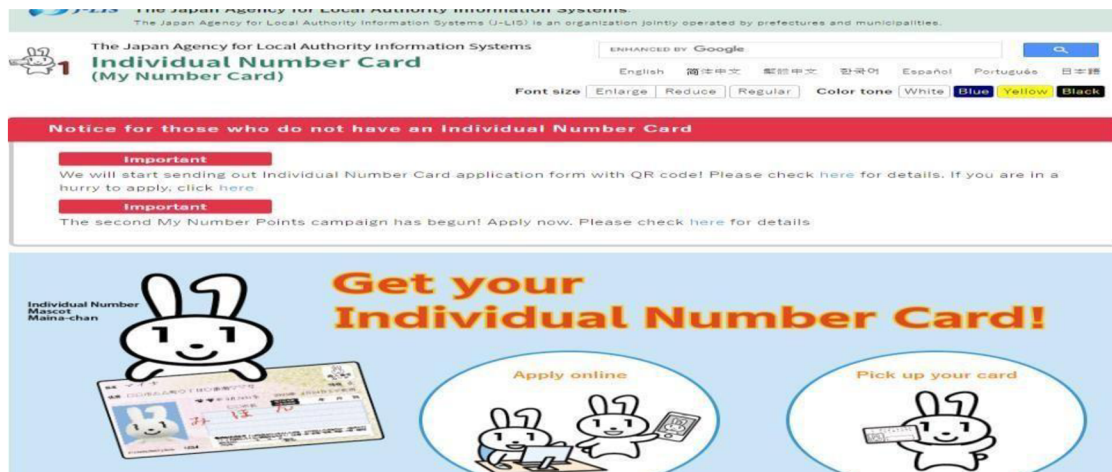 J-LIS The Japan Agency for Local Authority Information Systems
The Japan Agency for Local Authority Information Systems (J-LIS) is an organization jointly operated by prefectures and municipalities.
The Japan Agency for Local Authority Information Systems
Individual Number Card
(My Number Card)
1
ENHANCED BY Google
English 简体中文 繁體中文 한국어 Español Português 日本語
Font size Enlarge Reduce Regular Color tone White Blue Yellow Black
Notice for those who do not have an Individual Number Card
Important
We will start sending out Individual Number Card application form with QR code! Please check here for details. If you are in a
hurry to apply, click here
Important
The second My Number Points campaign has begun! Apply now. Please check here for details
Individual Number
Mascot
Maina-chan
Get your
Individual Number Card!
みほん
Apply online
Pick up your card